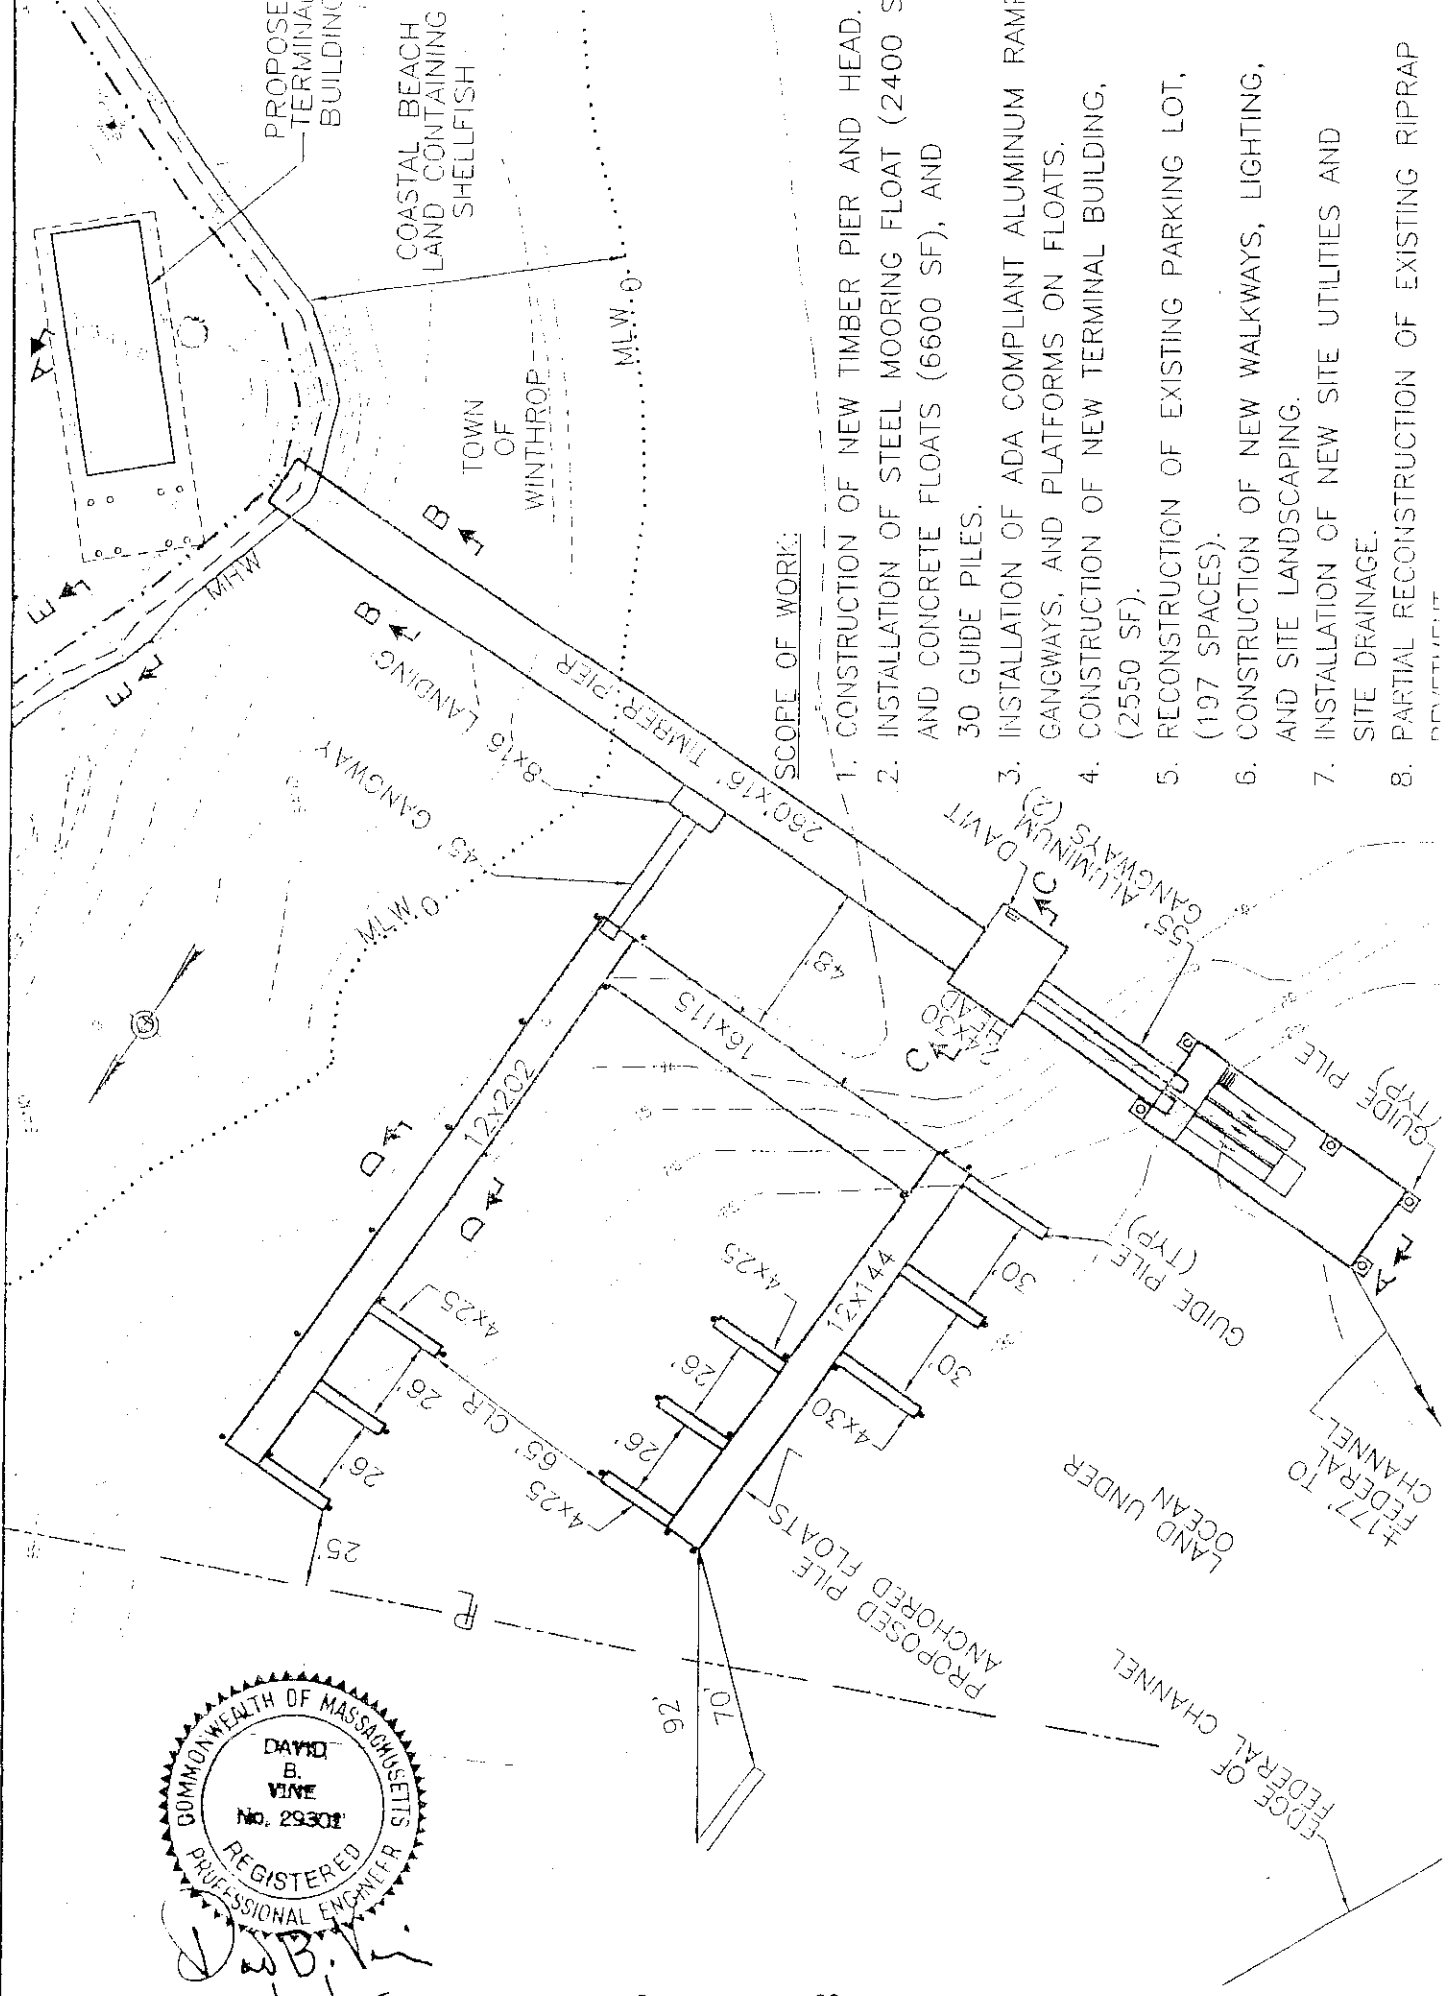 PROPOSE
TERMINA
BUILDING
COASTAL BEACH
LAND CONTAINING
SHELLFISH
A
TOWN
OF
WINTHROP
MLW 0
E
E
MHW
B
B
8x16 LANDING
45' GANGWAY
MLW 0
260'x16' TIMBER PIER
SCOPE OF WORK:
1. CONSTRUCTION OF NEW TIMBER PIER AND HEAD.
2. INSTALLATION OF STEEL MOORING FLOAT (2400 S
AND CONCRETE FLOATS (6600 SF), AND
30 GUIDE PILES.
3. INSTALLATION OF ADA COMPLIANT ALUMINUM RAMP
GANGWAYS, AND PLATFORMS ON FLOATS.
4. CONSTRUCTION OF NEW TERMINAL BUILDING,
(2550 SF).
5. RECONSTRUCTION OF EXISTING PARKING LOT,
(197 SPACES).
6. CONSTRUCTION OF NEW WALKWAYS, LIGHTING,
AND SITE LANDSCAPING.
7. INSTALLATION OF NEW SITE UTILITIES AND
SITE DRAINAGE.
8. PARTIAL RECONSTRUCTION OF EXISTING RIPRAP
REVETMENT
DAVIT
55' ALUMINUM
GANGWAYS (2)
C
C
24x30
HEAD
48'
16x115
12x202
D
D
GUIDE PILE
(TYP)
A
±177' TO
FEDERAL
CHANNEL
GUIDE PILE
(TYP)
4x25
26'
26'
65' CLR
4x25
4x25
26'
26'
12x144
30'
30'
4x30
25'
PL
PROPOSED PILE
ANCHORED FLOATS
LAND UNDER
OCEAN
92'
70'
EDGE OF
FEDERAL CHANNEL
COMMONWEALTH OF MASSACHUSETTS
DAVID
B.
VINE
No. 29301
REGISTERED
PROFESSIONAL ENGINEER